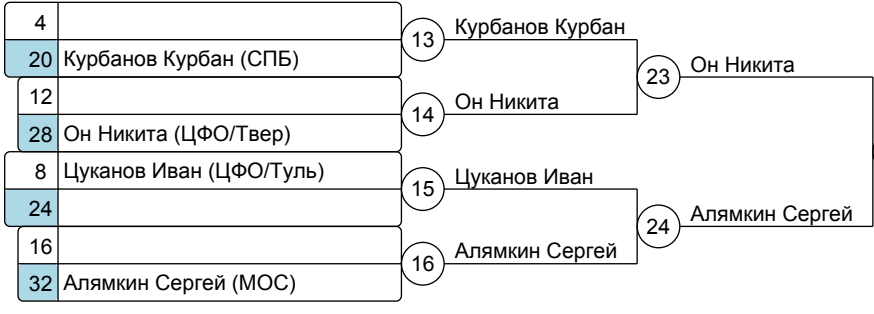 4
20 Курбанов Курбан (СПБ)
12
28 Он Никита (ЦФО/Твер)
8 Цуканов Иван (ЦФО/Туль)
24
16
32 Алямкин Сергей (МОС)
13 Курбанов Курбан
14 Он Никита
15 Цуканов Иван
16 Алямкин Сергей
23 Он Никита
24 Алямкин Сергей